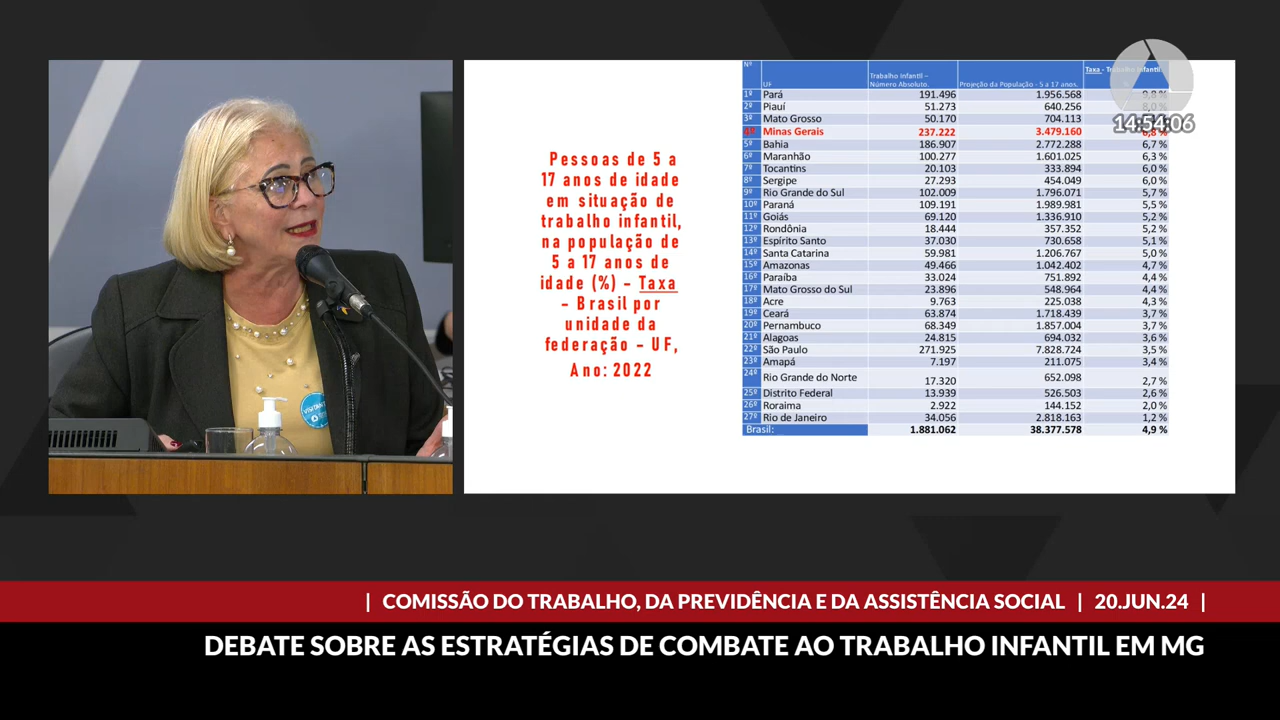 Pessoas de 5 a
17 anos de idade
em situação de
trabalho infantil,
na população de
5 a 17 anos de
idade (%) – Taxa
– Brasil por
unidade da
federação – UF,
Ano: 2022
Nº UF Trabalho Infantil – Número Absoluto. Projeção da População - 5 a 17 anos. Taxa - Trabalho Infantil
1º Pará 191.496 1.956.568 9,8 %
2º Piauí 51.273 640.256 8,0 %
3º Mato Grosso 50.170 704.113
4º Minas Gerais 237.222 3.479.160 6,8 %
5º Bahia 186.907 2.772.288 6,7 %
6º Maranhão 100.277 1.601.025 6,3 %
7º Tocantins 20.103 333.894 6,0 %
8º Sergipe 27.293 454.049 6,0 %
9º Rio Grande do Sul 102.009 1.796.071 5,7 %
10º Paraná 109.191 1.989.981 5,5 %
11º Goiás 69.120 1.336.910 5,2 %
12º Rondônia 18.444 357.352 5,2 %
13º Espírito Santo 37.030 730.658 5,1 %
14º Santa Catarina 59.981 1.206.767 5,0 %
15º Amazonas 49.466 1.042.402 4,7 %
16º Paraíba 33.024 751.892 4,4 %
17º Mato Grosso do Sul 23.896 548.964 4,4 %
18º Acre 9.763 225.038 4,3 %
19º Ceará 63.874 1.718.439 3,7 %
20º Pernambuco 68.349 1.857.004 3,7 %
21º Alagoas 24.815 694.032 3,6 %
22º São Paulo 271.925 7.828.724 3,5 %
23º Amapá 7.197 211.075 3,4 %
24º Rio Grande do Norte 17.320 652.098 2,7 %
25º Distrito Federal 13.939 526.503 2,6 %
26º Roraima 2.922 144.152 2,0 %
27º Rio de Janeiro 34.056 2.818.163 1,2 %
Brasil: 1.881.062 38.377.578 4,9 %
14:54:06
| COMISSÃO DO TRABALHO, DA PREVIDÊNCIA E DA ASSISTÊNCIA SOCIAL | 20.JUN.24 |
DEBATE SOBRE AS ESTRATÉGIAS DE COMBATE AO TRABALHO INFANTIL EM MG